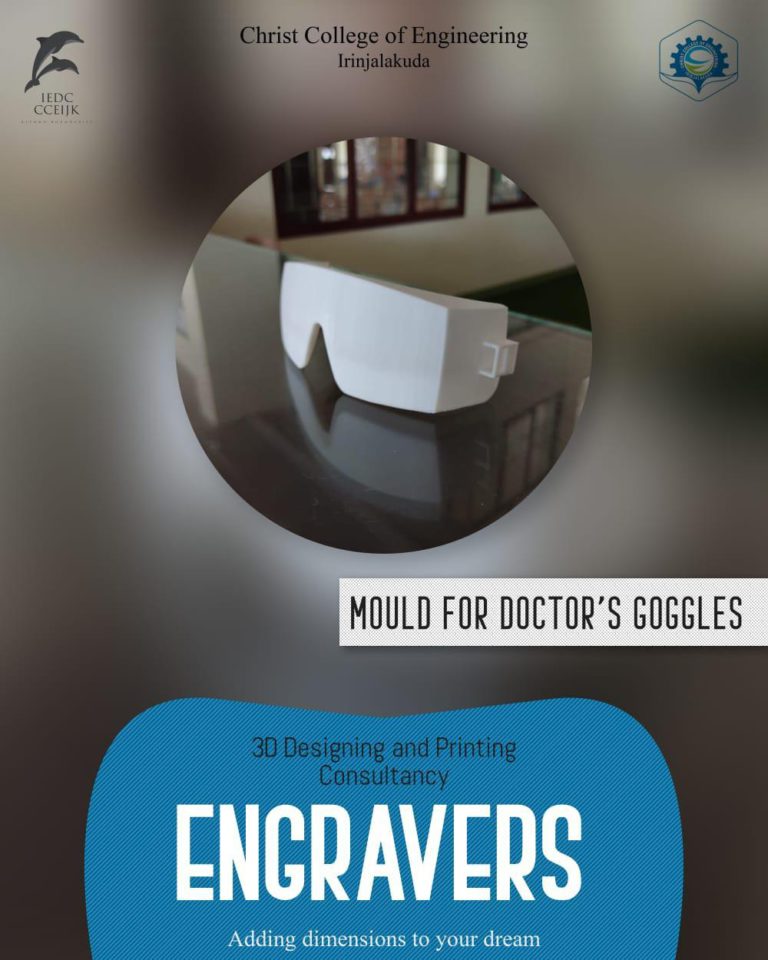 Christ College of Engineering
Irinjalakuda
IEDC
CCEIJK
MOULD FOR DOCTOR'S GOGGLES
3D Designing and Printing
Consultancy
ENGRAVERS
Adding dimensions to your dream